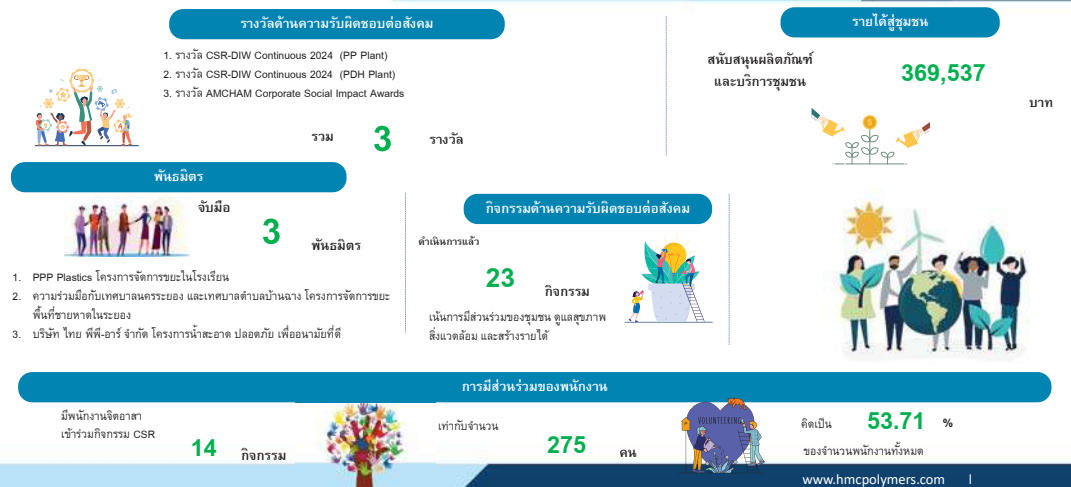 รางวัลด้านความรับผิดชอบต่อสังคม
1. รางวัล CSR-DIW Continuous 2024 (PP Plant)
2. รางวัล CSR-DIW Continuous 2024 (PDH Plant)
3. รางวัล AMCHAM Corporate Social Impact Awards
รวม 3 รางวัล
รายได้สู่ชุมชน
สนับสนุนผลิตภัณฑ์
และบริการชุมชน
369,537
บาท
พันธมิตร
จับมือ
3
พันธมิตร
1. PPP Plastics โครงการจัดการขยะในโรงเรียน
2. ความร่วมมือกับเทศบาลนครระยอง และเทศบาลตำบลบ้านฉาง โครงการจัดการขยะ
พื้นที่ชายหาดในระยอง
3. บริษัท ไทย พีพี-อาร์ จำกัด โครงการน้ำสะอาด ปลอดภัย เพื่ออนามัยที่ดี
กิจกรรมด้านความรับผิดชอบต่อสังคม
ดำเนินการแล้ว
23
กิจกรรม
เน้นการมีส่วนร่วมของชุมชน ดูแลสุขภาพ
สิ่งแวดล้อม และสร้างรายได้
การมีส่วนร่วมของพนักงาน
มีพนักงานจิตอาสา
เข้าร่วมกิจกรรม CSR
14 กิจกรรม
เท่ากับจำนวน
275 คน
VOLUNTEERING
คิดเป็น 53.71 %
ของจำนวนพนักงานทั้งหมด
www.hmcpolymers.com |